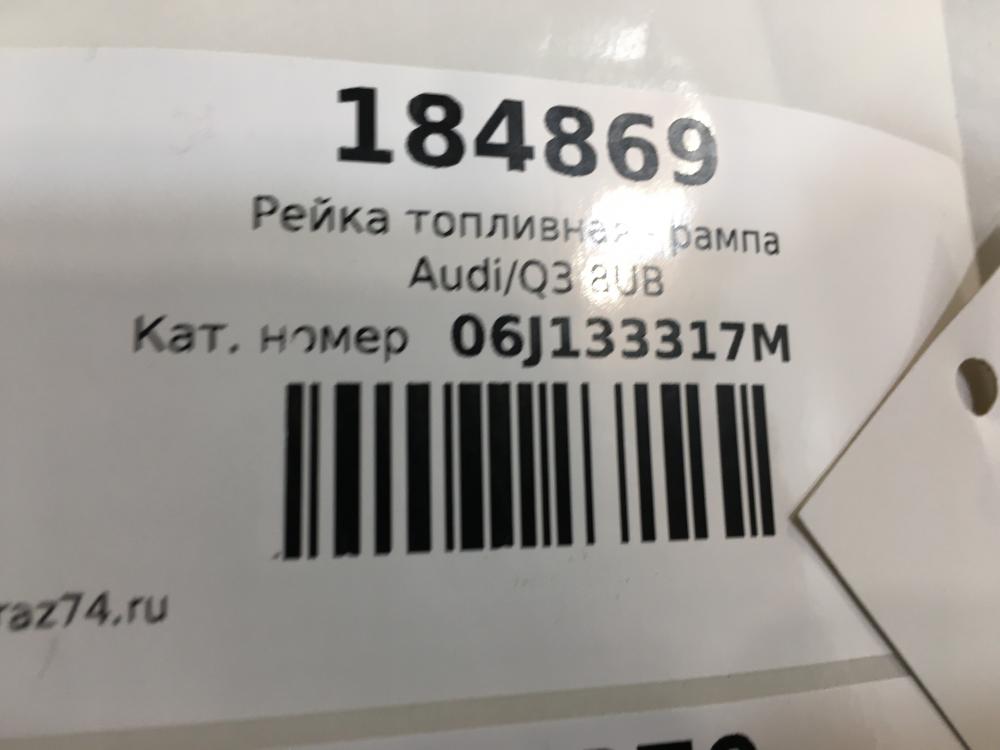 184869
Рейка топливная рампа
Audi/Q3 8UB
Кат. номер 06J133317M
raz74.ru